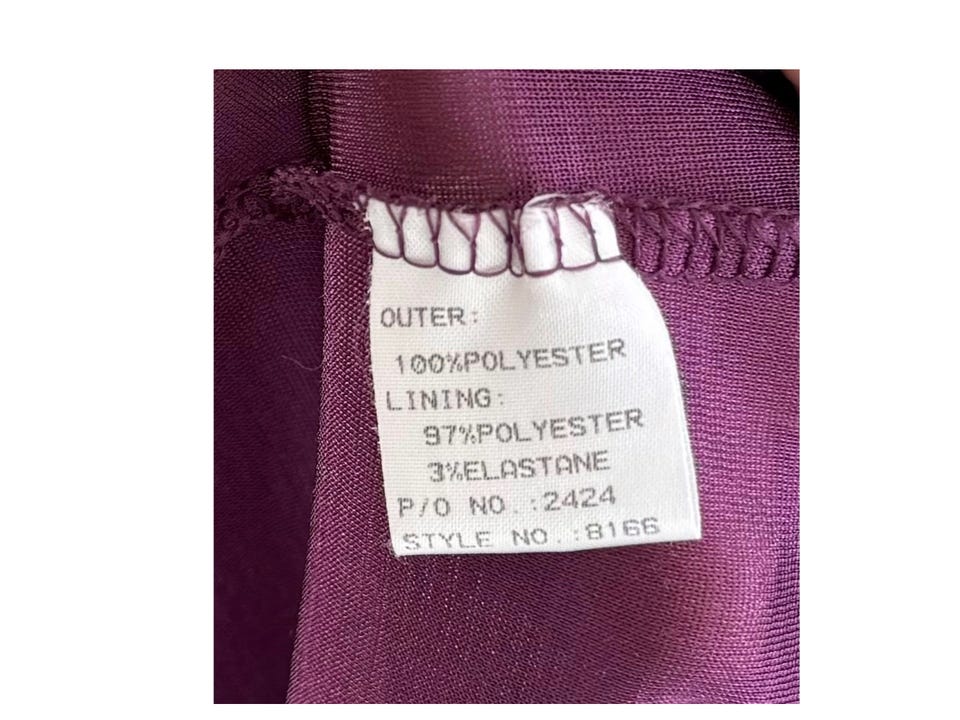 OUTER:
100%POLYESTER
LINING:
97%POLYESTER
3%ELASTANE
P/O NO.:2424
STYLE NO.:8166